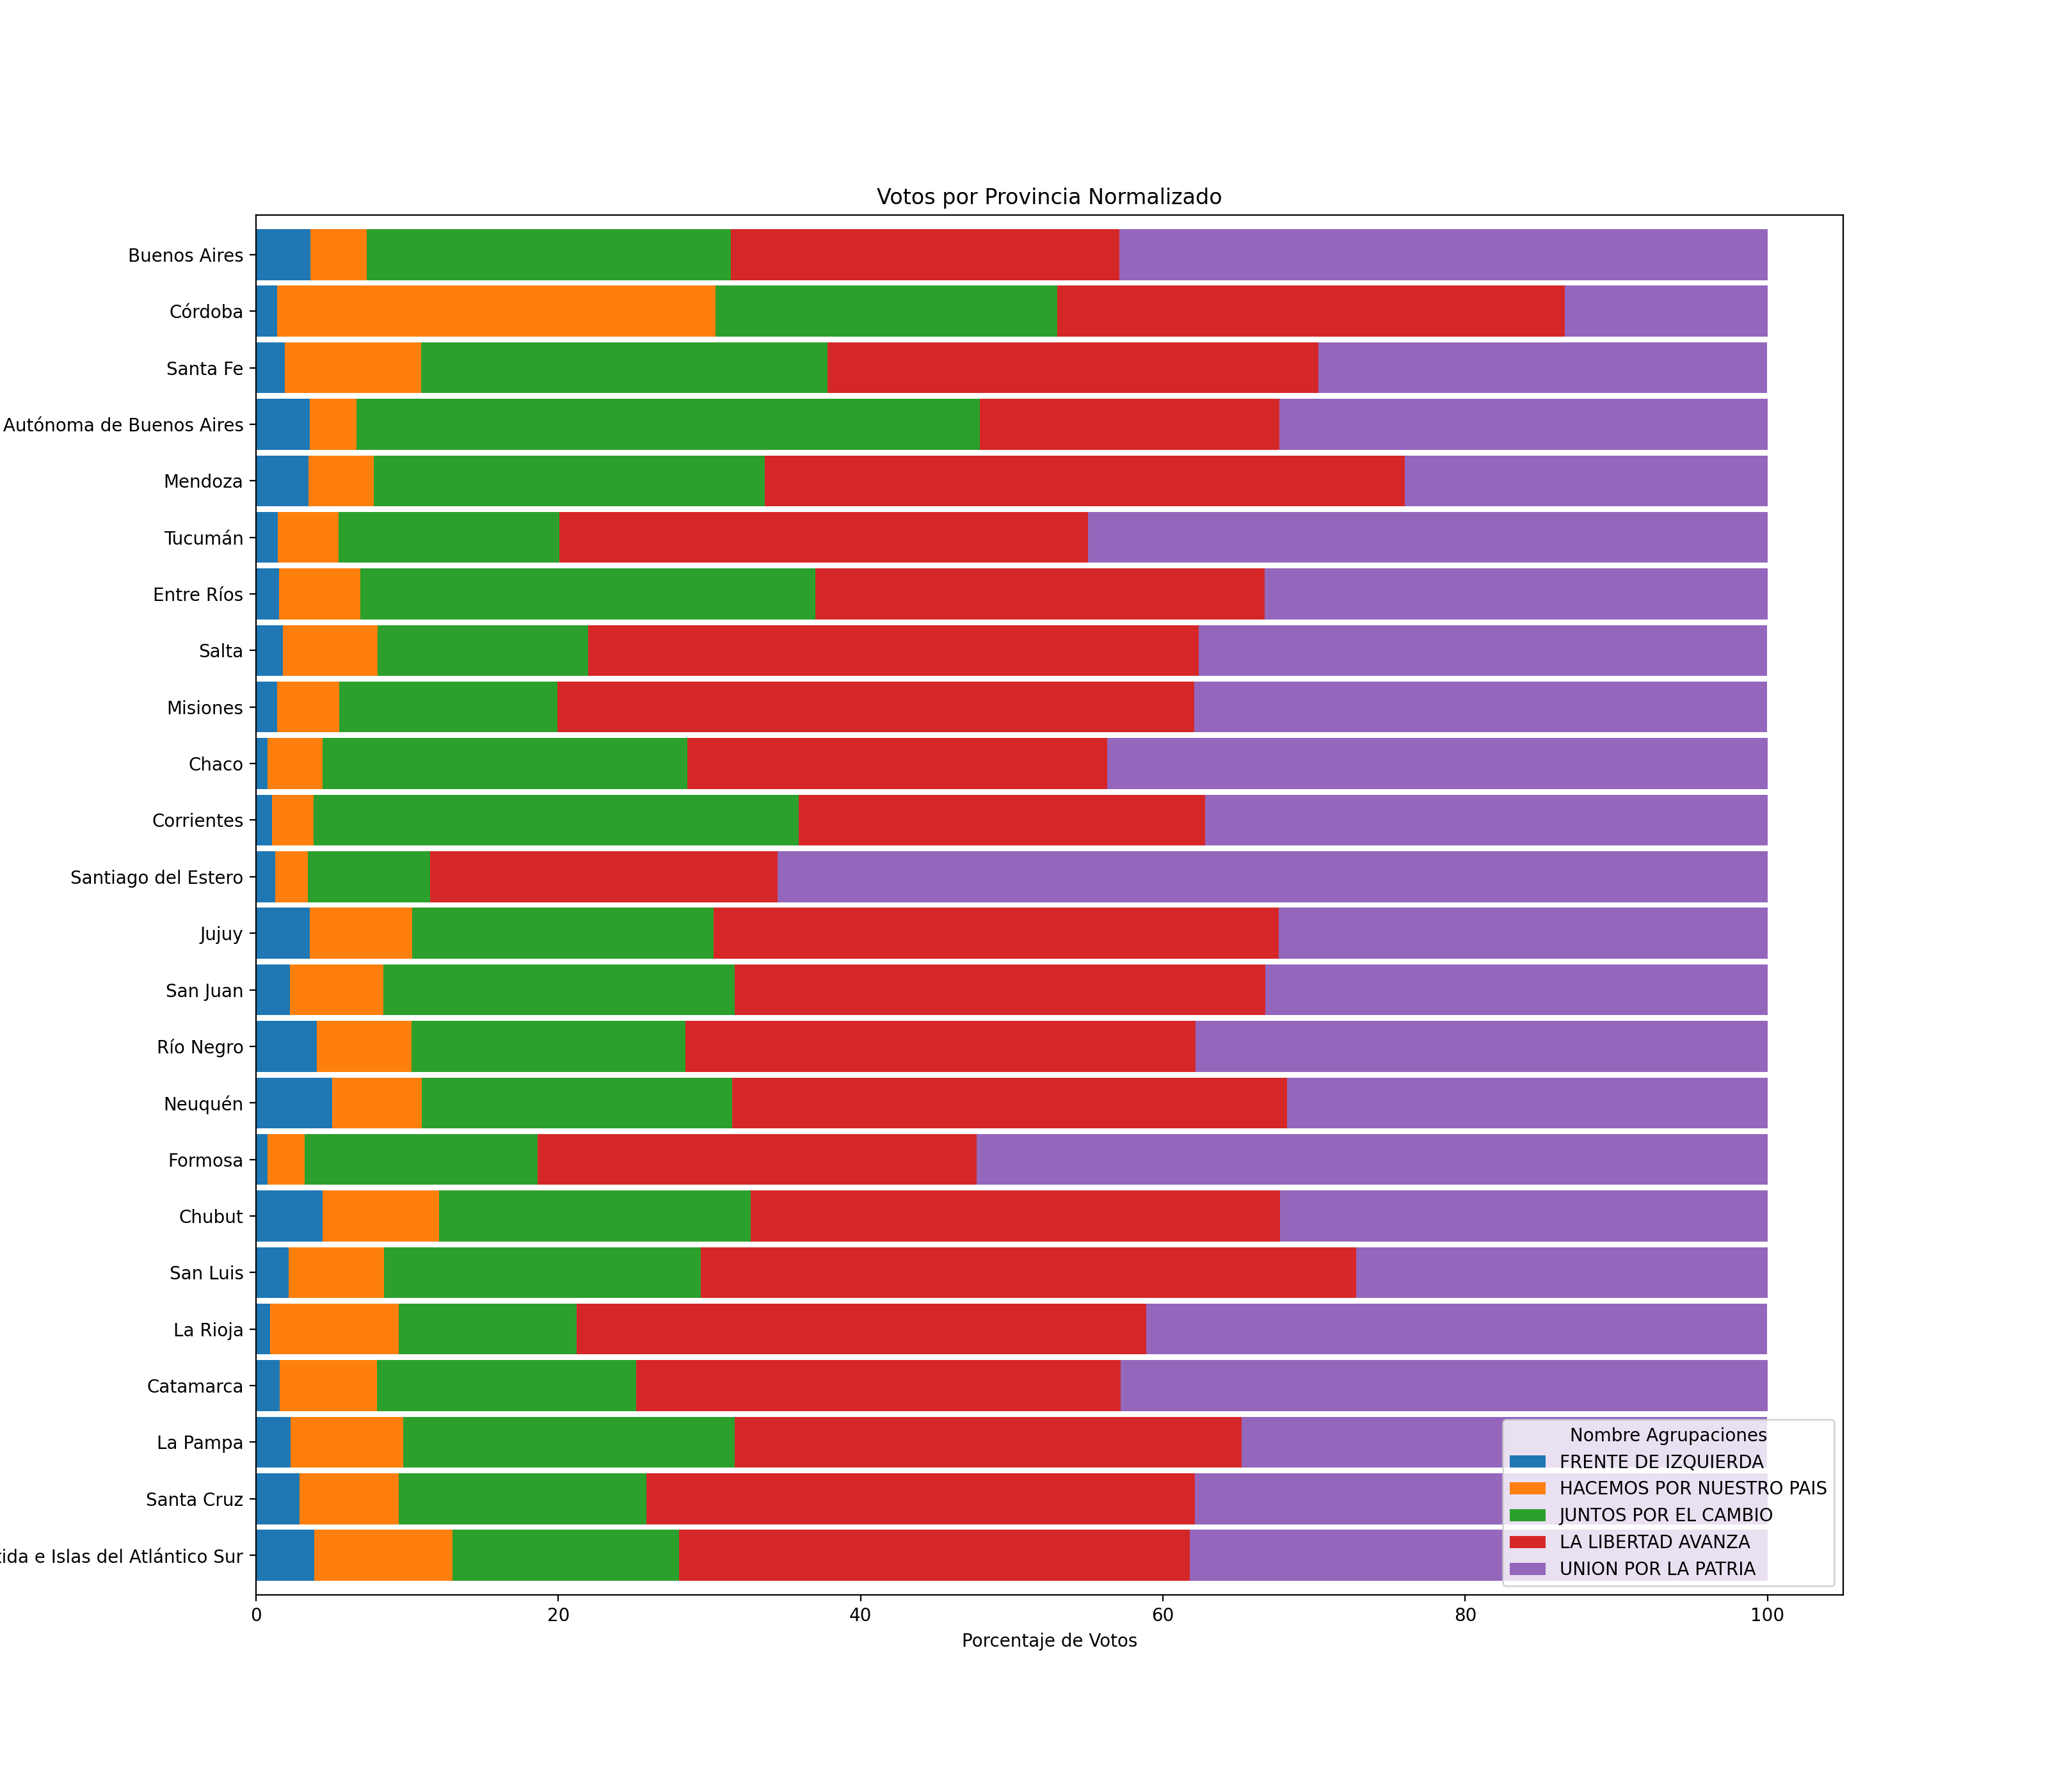 Votos por Provincia Normalizado
Buenos Aires
Córdoba
Santa Fe
Autónoma de Buenos Aires
Mendoza
Tucumán
Entre Ríos
Salta
Misiones
Chaco
Corrientes
Santiago del Estero
Jujuy
San Juan
Río Negro
Neuquén
Formosa
Chubut
San Luis
La Rioja
Catamarca
La Pampa
Santa Cruz
e Islas del Atlántico Sur
Nombre Agrupaciones
FRENTE DE IZQUIERDA
HACEMOS POR NUESTRO PAIS
JUNTOS POR EL CAMBIO
LA LIBERTAD AVANZA
UNION POR LA PATRIA
0 20 40 60 80 100
Porcentaje de Votos